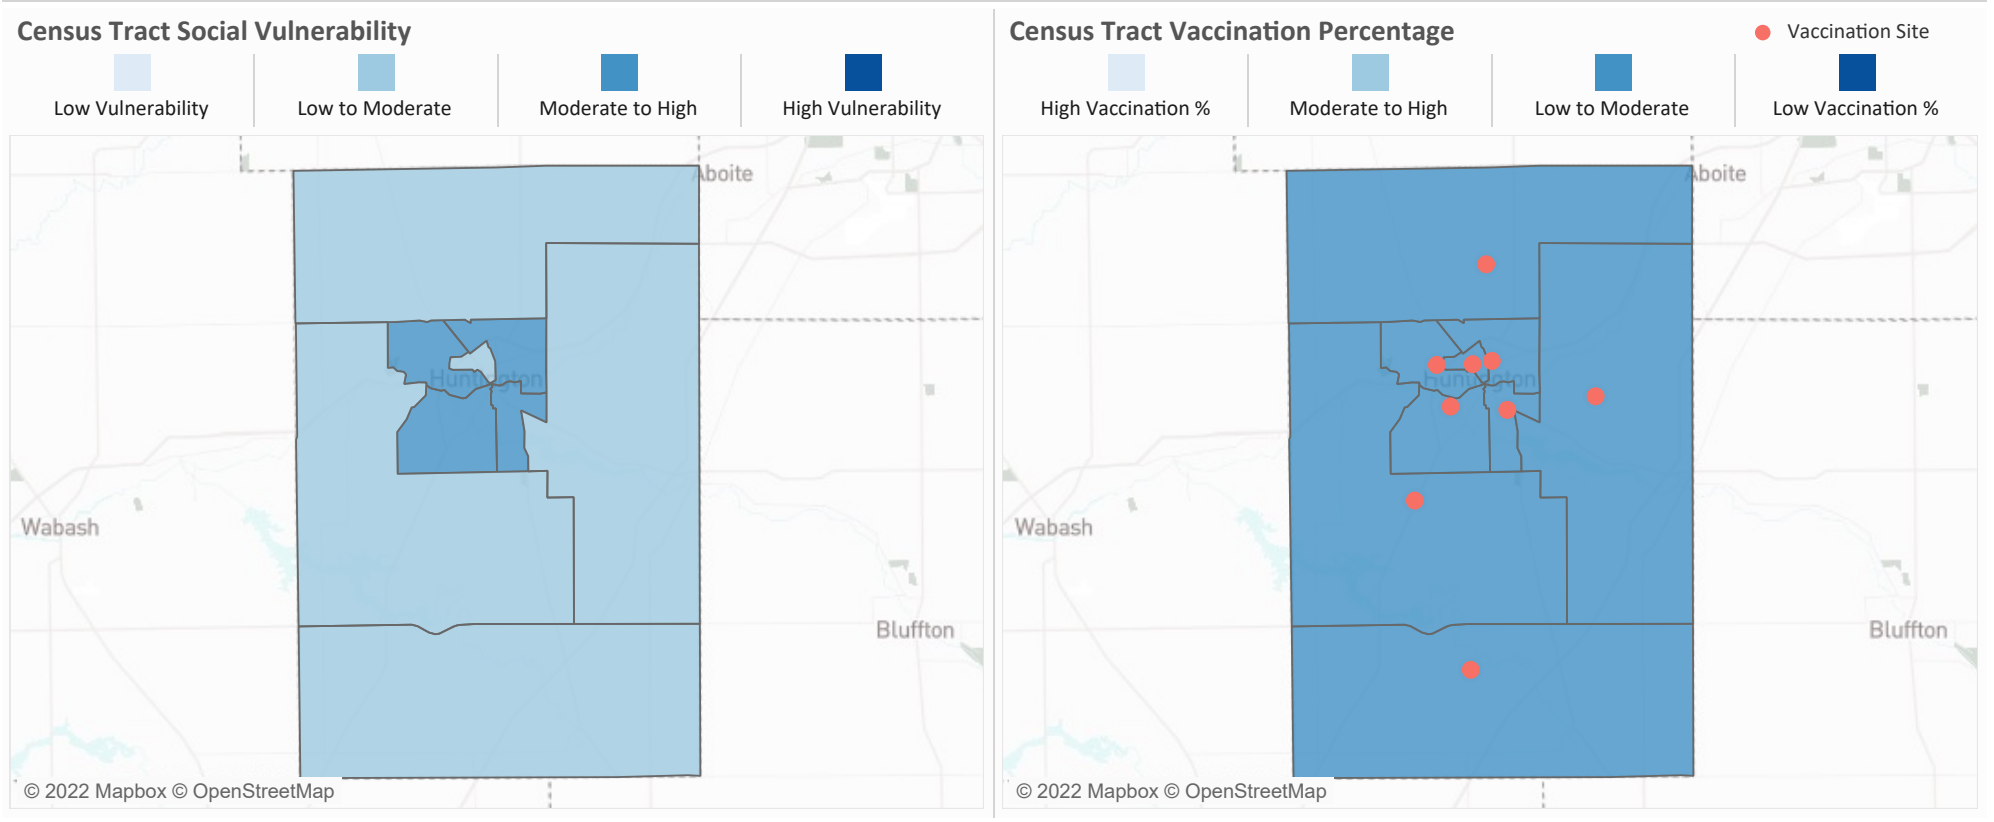 Census Tract Social Vulnerability
Low Vulnerability
Low to Moderate
Moderate to High
High Vulnerability
Aboite
Huntington
Wabash
Bluffton
© 2022 Mapbox © OpenStreetMap
Census Tract Vaccination Percentage
Vaccination Site
High Vaccination %
Moderate to High
Low to Moderate
Low Vaccination %
Aboite
Huntington
Wabash
Bluffton
© 2022 Mapbox © OpenStreetMap